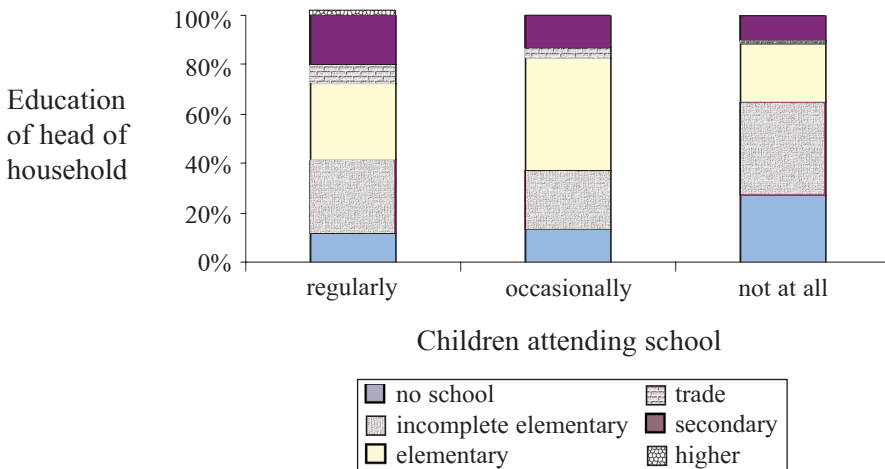 Education
of head of
household
100%
80%
60%
40%
20%
0%
regularly occasionally not at all
Children attending school
no school trade
incomplete elementary secondary
elementary higher